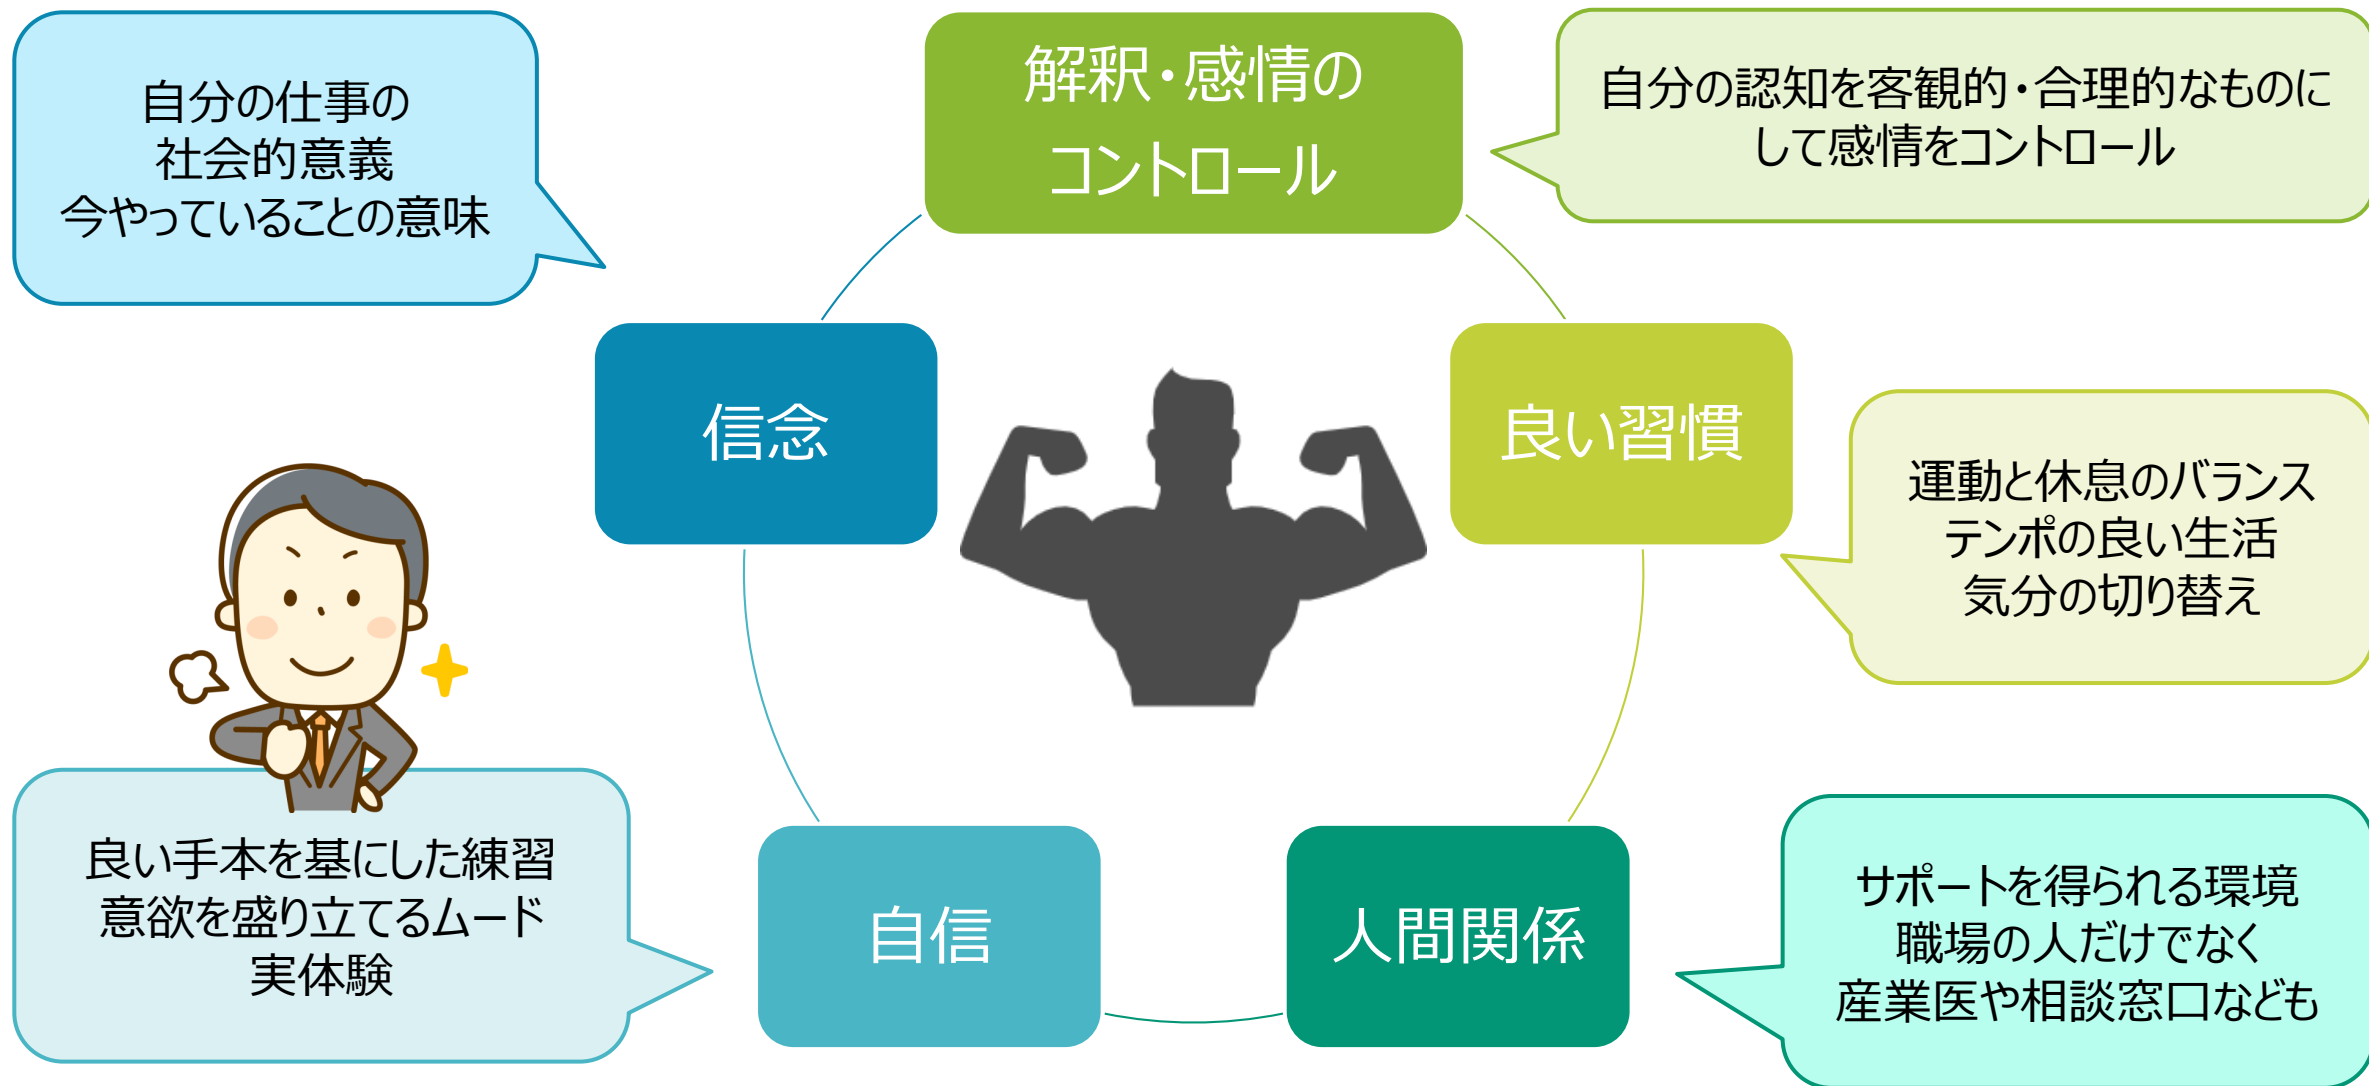 解釈・感情の
コントロール
自分の認知を客観的・合理的なものに
して感情をコントロール
良い習慣
運動と休息のバランス
テンポの良い生活
気分の切り替え
人間関係
サポートを得られる環境
職場の人だけでなく
産業医や相談窓口なども
自信
良い手本を基にした練習
意欲を盛り立てるムード
実体験
信念
自分の仕事の
社会的意義
今やっていることの意味